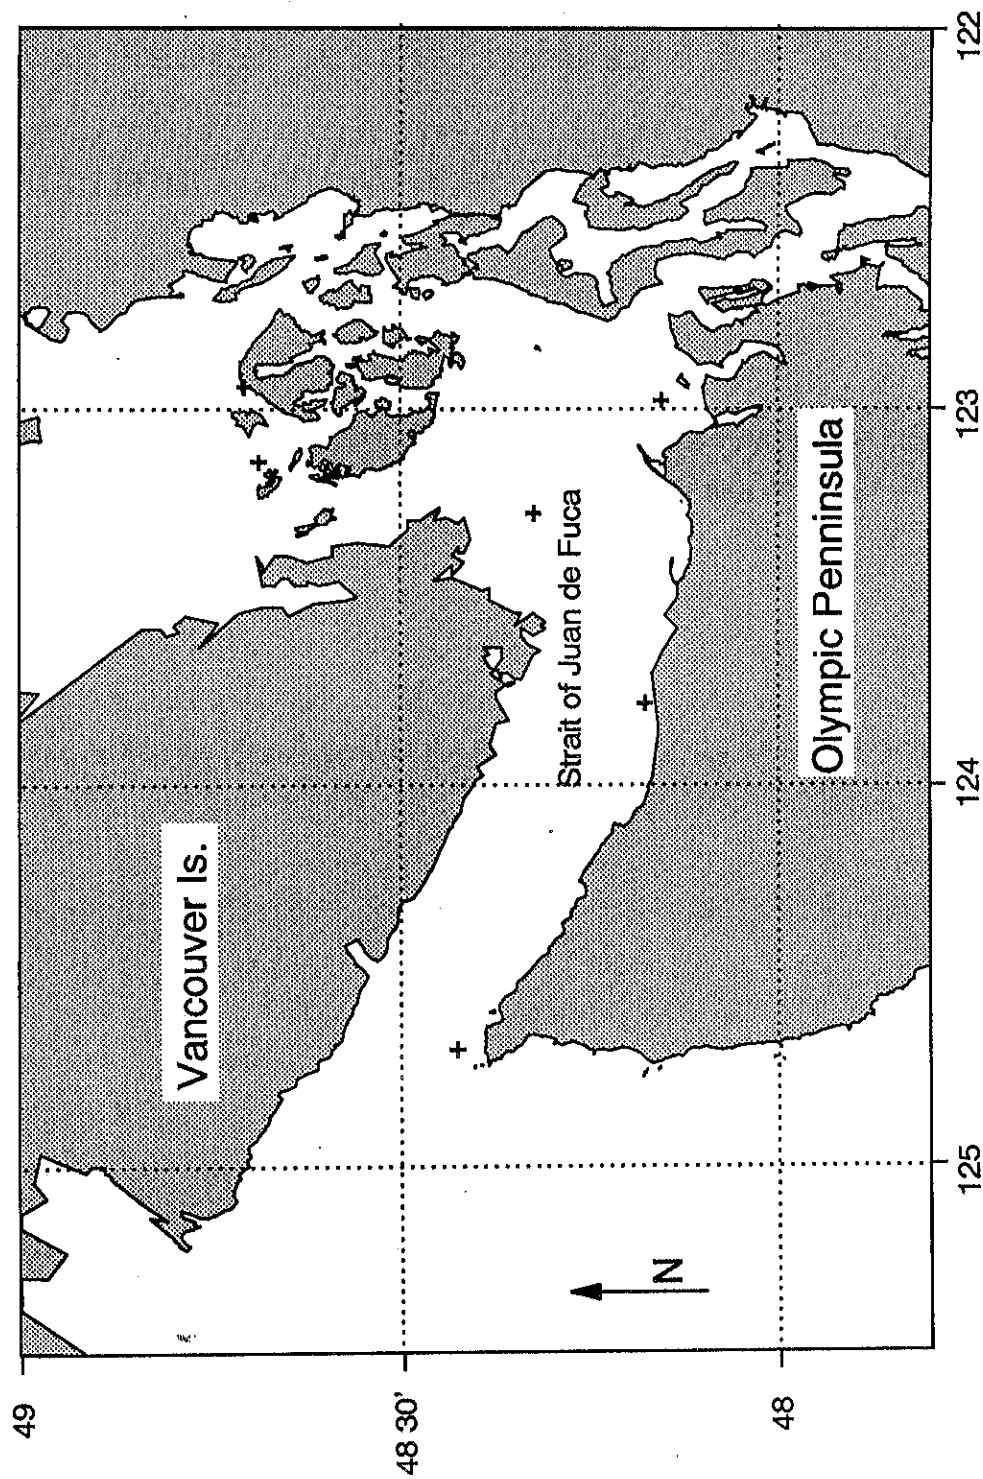 49
48 30'
48
125
124
123
122
Vancouver Is.
Strait of Juan de Fuca
Olympic Penninsula
N